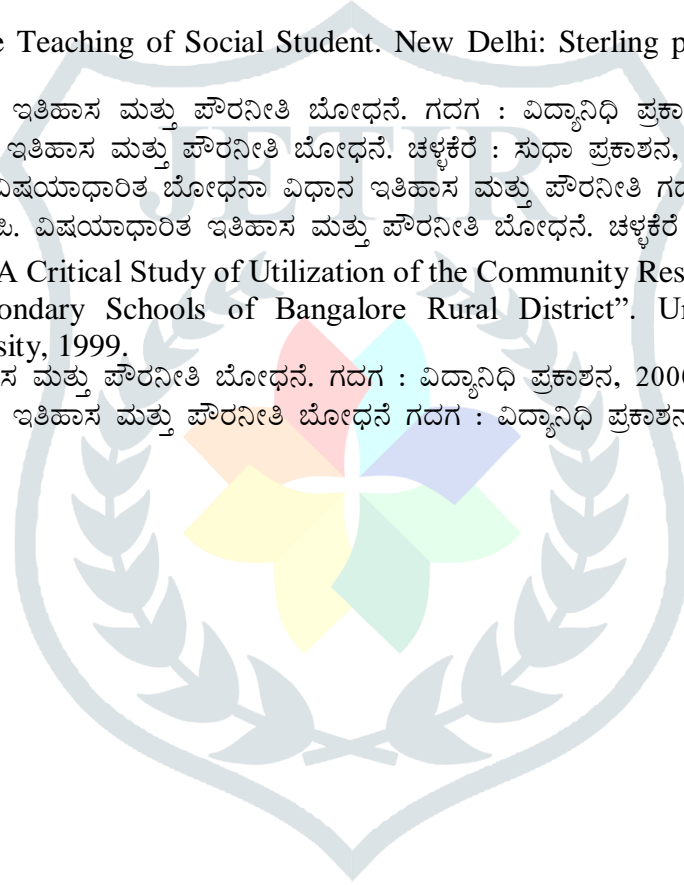 e Teaching of Social Student. New Delhi: Sterling p
ಇತಿಹಾಸ ಮತ್ತು ಪೌರನೀತಿ ಬೋಧನೆ. ಗದಗ : ವಿದ್ಯಾನಿಧಿ ಪ್ರಕಾ
ಇತಿಹಾಸ ಮತ್ತು ಪೌರನೀತಿ ಬೋಧನೆ. ಚಳ್ಳಕೆರೆ : ಸುಧಾ ಪ್ರಕಾಶನ,
ವಿಷಯಾಧಾರಿತ ಬೋಧನಾ ವಿಧಾನ ಇತಿಹಾಸ ಮತ್ತು ಪೌರನೀತಿ ಗದ
ಪಿ. ವಿಷಯಾಧಾರಿತ ಇತಿಹಾಸ ಮತ್ತು ಪೌರನೀತಿ ಬೋಧನೆ. ಚಳ್ಳಕೆರೆ
A Critical Study of Utilization of the Community Res
ondary Schools of Bangalore Rural District”. Un
sity, 1999.
ಸ ಮತ್ತು ಪೌರನೀತಿ ಬೋಧನೆ. ಗದಗ : ವಿದ್ಯಾನಿಧಿ ಪ್ರಕಾಶನ, 2006
ಇತಿಹಾಸ ಮತ್ತು ಪೌರನೀತಿ ಬೋಧನೆ ಗದಗ : ವಿದ್ಯಾನಿಧಿ ಪ್ರಕಾಶನ
JETIR